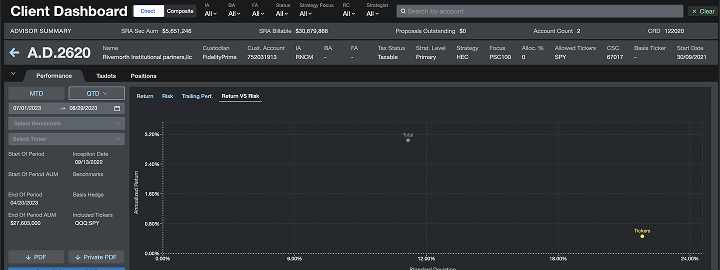 Client Dashboard
Direct Composite
IA BA FA Status Strategy Focus RC Strategist
All All All All All All All
Search by account
Clear
ADVISOR SUMMARY SRA Sec Aum $5,651,246 SRA Billable $30,679,866 Proposals Outstanding $0 Account Count 2 CRD 122020
A.D.2620
Name Custodian Cust. Account IA BA FA Tax Status Strat. Level Strategy Focus Alloc. % Allowed Tickers CSC Basis Ticker Start Date
Rivernorth Institutional partners,llc FidelityPrime 752031913 RNCM — — Taxable Primary HEC PSC100 0 SPY 67017 - 30/09/2021
Performance Taxlots Positions
MTD QTD
07/01/2023 → 08/29/2023
Select Benchmark
Select Ticker
Start Of Period Inception Date
09/13/2022
Start Of Period AUM Benchmarks
End Of Period Basis Hedge
04/20/2023
End Of Period AUM Included Tickers
$27,603,000 QQQ;SPY
PDF Private PDF
Return Risk Trailing Perf. Return VS Risk
3.20%
2.40%
1.60%
0.80%
0.00%
Annualized Return
Total
Tickers
0.00% 6.00% 12.00% 18.00% 24.00%
Standard Deviation